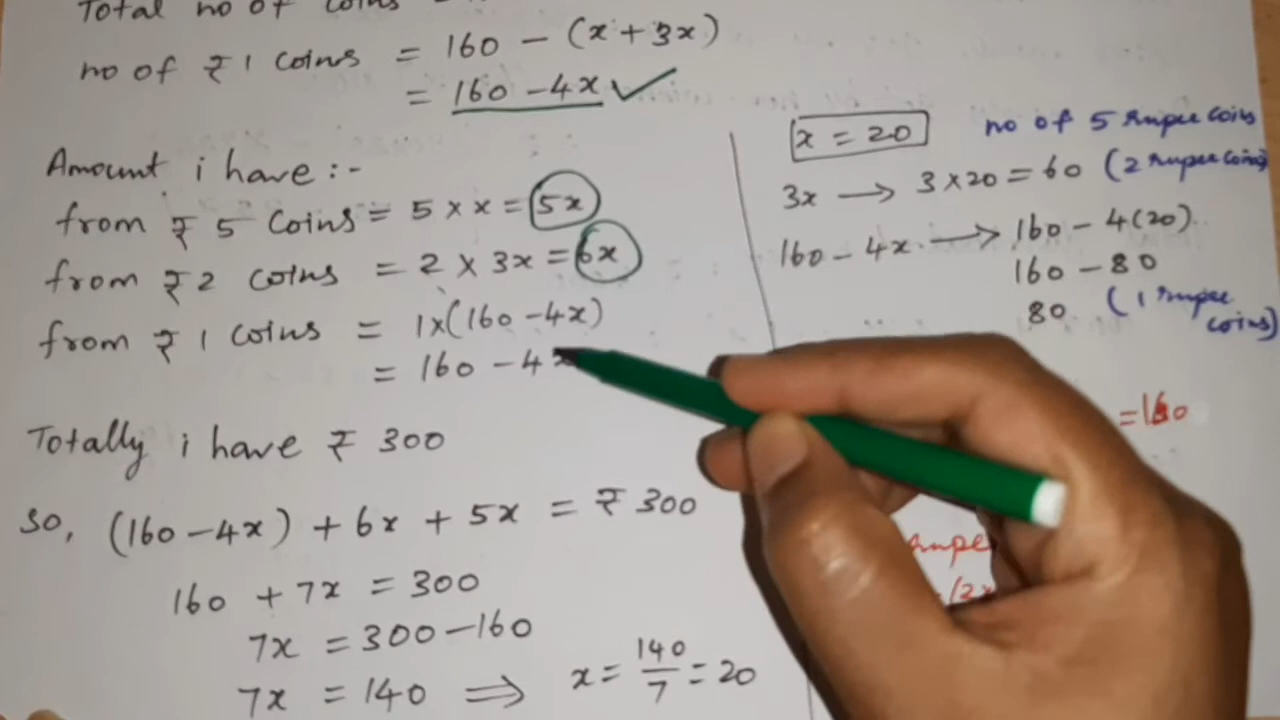 Total no of coins
no of ₹ 1 coins = 160 - (x + 3x)
= 160 - 4x ✓
Amount i have :-
from ₹ 5 coins = 5 × x = 5x
from ₹ 2 coins = 2 × 3x = 6x
from ₹ 1 coins = 1×(160 - 4x)
= 160 - 4x
Totally i have ₹ 300
So, (160 - 4x) + 6x + 5x = ₹ 300
160 + 7x = 300
7x = 300 - 160
7x = 140 ⇒ x = 140/7 = 20
x = 20 no of 5 rupee coins
3x → 3 × 20 = 60 (2 rupee coins)
160 - 4x → 160 - 4(20)
160 - 80
80 (1 rupee coins)
= 160